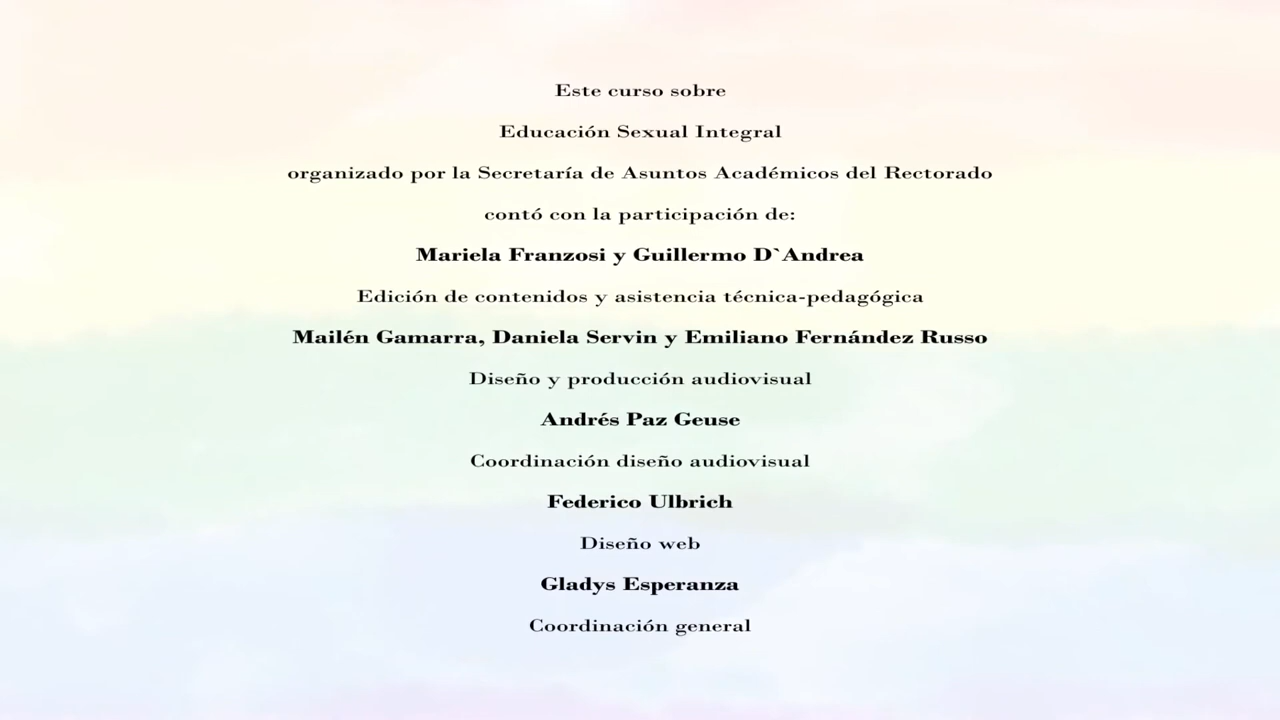 Este curso sobre
Educación Sexual Integral
organizado por la Secretaría de Asuntos Académicos del Rectorado
contó con la participación de:
Mariela Franzosi y Guillermo D`Andrea
Edición de contenidos y asistencia técnica-pedagógica
Mailén Gamarra, Daniela Servin y Emiliano Fernández Russo
Diseño y producción audiovisual
Andrés Paz Geuse
Coordinación diseño audiovisual
Federico Ulbrich
Diseño web
Gladys Esperanza
Coordinación general